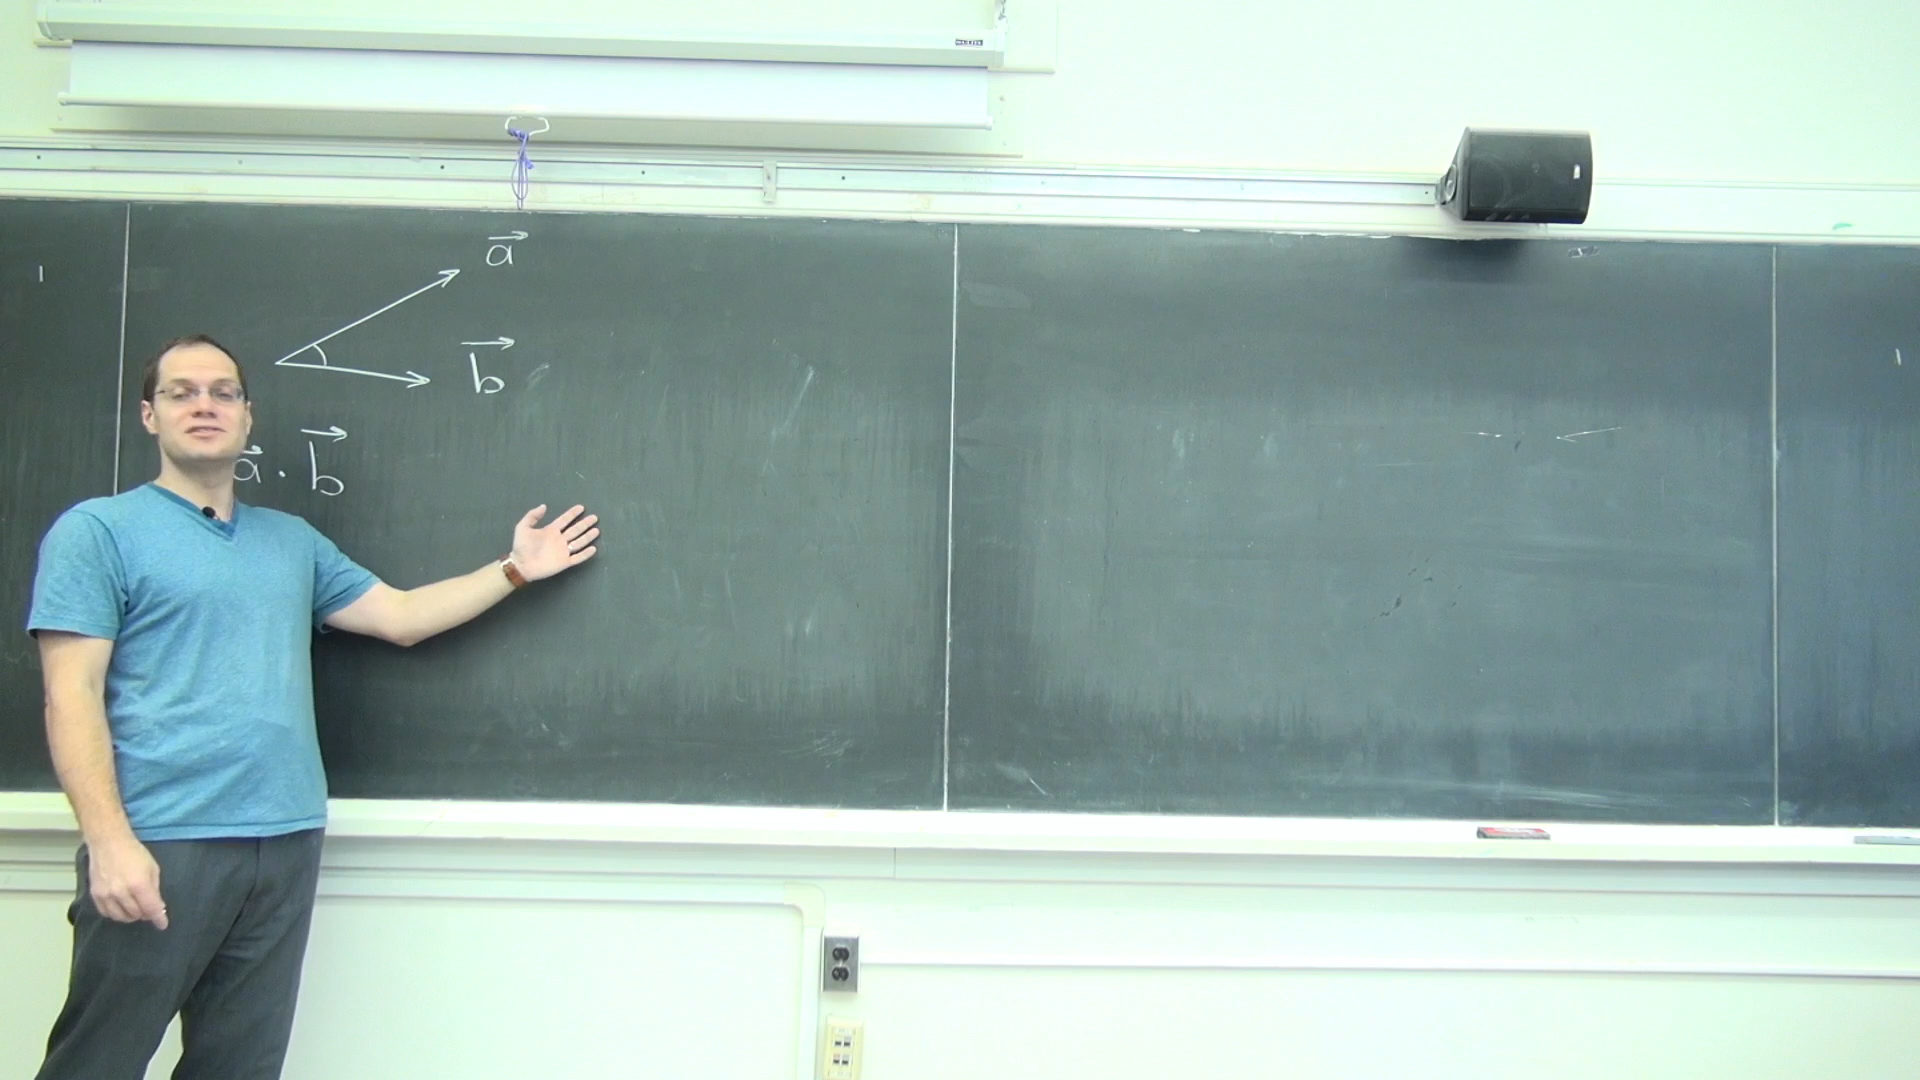 a⃗
b⃗
a⃗ · b⃗